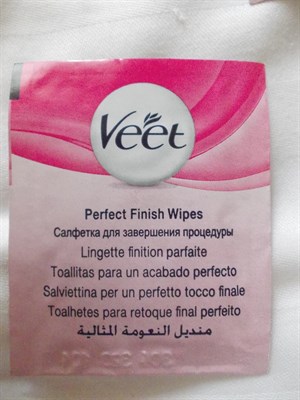 Veet
Perfect Finish Wipes
Салфетка для завершения процедуры
Lingette finition parfaite
Toallitas para un acabado perfecto
Salviettina per un perfetto tocco finale
Toalhetes para retoque final perfeito
منديل النعومة المثالية